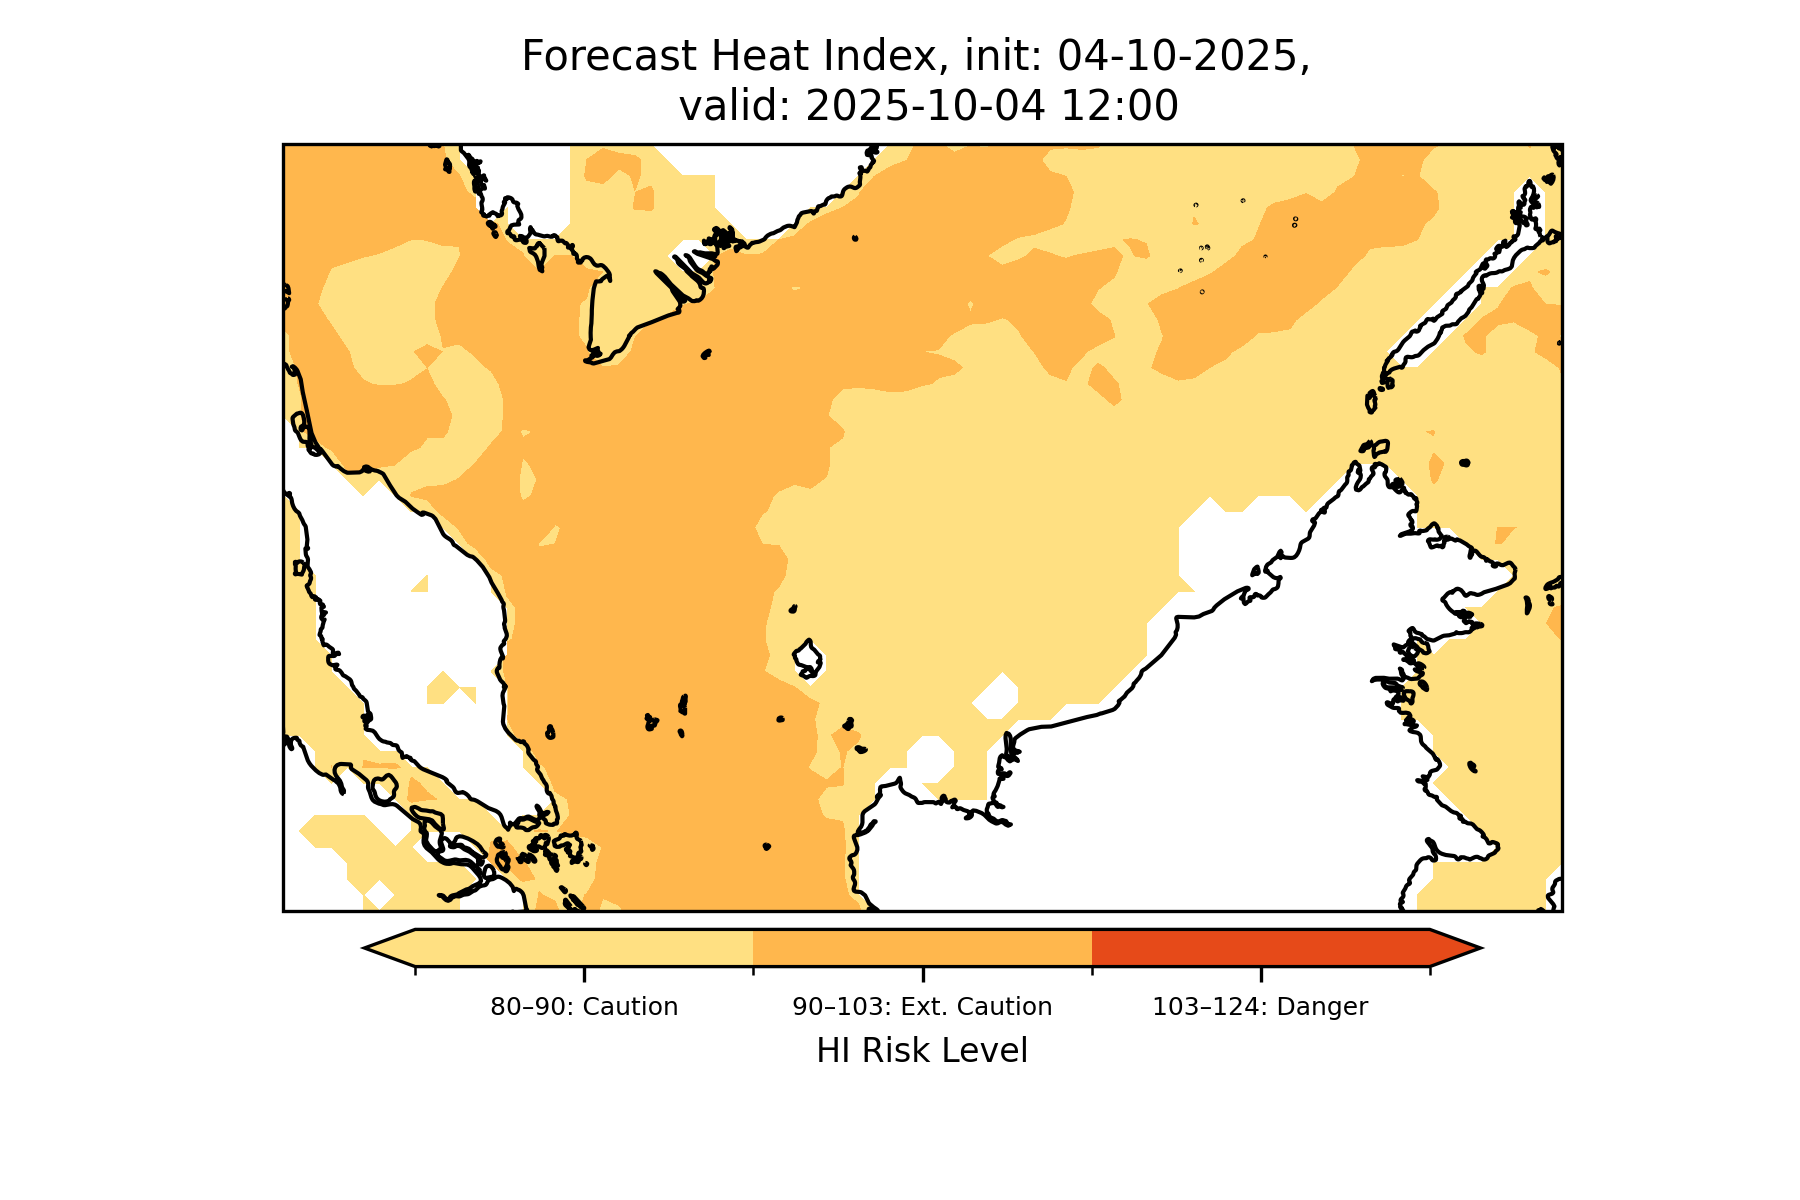 Forecast Heat Index, init: 04-10-2025,
valid: 2025-10-04 12:00
80–90: Caution
90–103: Ext. Caution
103–124: Danger
HI Risk Level